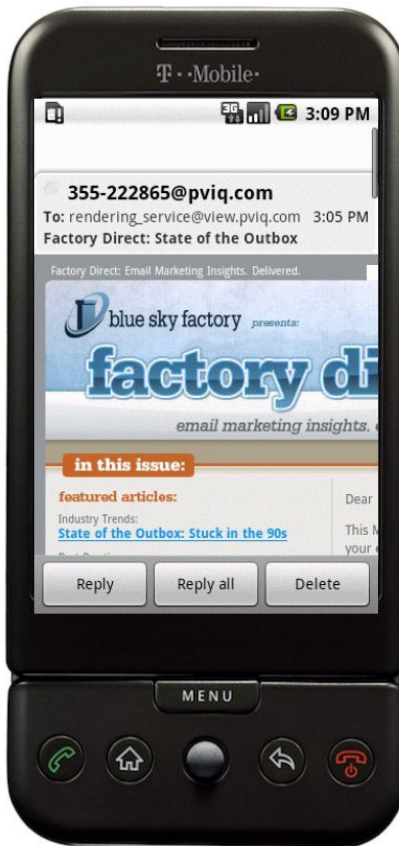 T··Mobile·
3G 3:09 PM
355-222865@pviq.com
To: rendering_service@view.pviq.com 3:05 PM
Factory Direct: State of the Outbox
Factory Direct: Email Marketing Insights. Delivered.
blue sky factory presents:
factory di
email marketing insights.
in this issue:
featured articles:
Dear
Industry Trends:
State of the Outbox: Stuck in the 90s
This M
your
Reply Reply all Delete
MENU